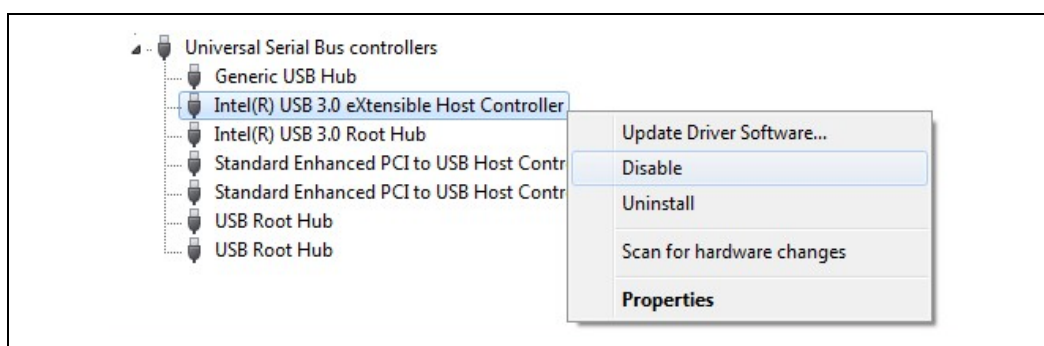 Universal Serial Bus controllers
Generic USB Hub
Intel(R) USB 3.0 eXtensible Host Controller
Intel(R) USB 3.0 Root Hub
Standard Enhanced PCI to USB Host Contr
Standard Enhanced PCI to USB Host Contr
USB Root Hub
USB Root Hub
Update Driver Software...
Disable
Uninstall
Scan for hardware changes
Properties